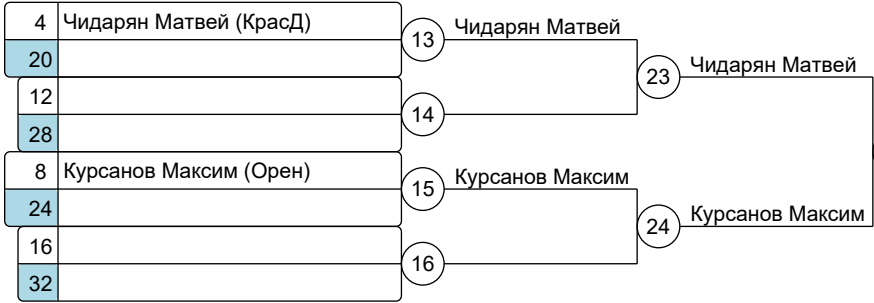 4 Чидарян Матвей (КрасД)
13 Чидарян Матвей
20
23 Чидарян Матвей
12
14
28
8 Курсанов Максим (Орен)
15 Курсанов Максим
24
24 Курсанов Максим
16
16
32